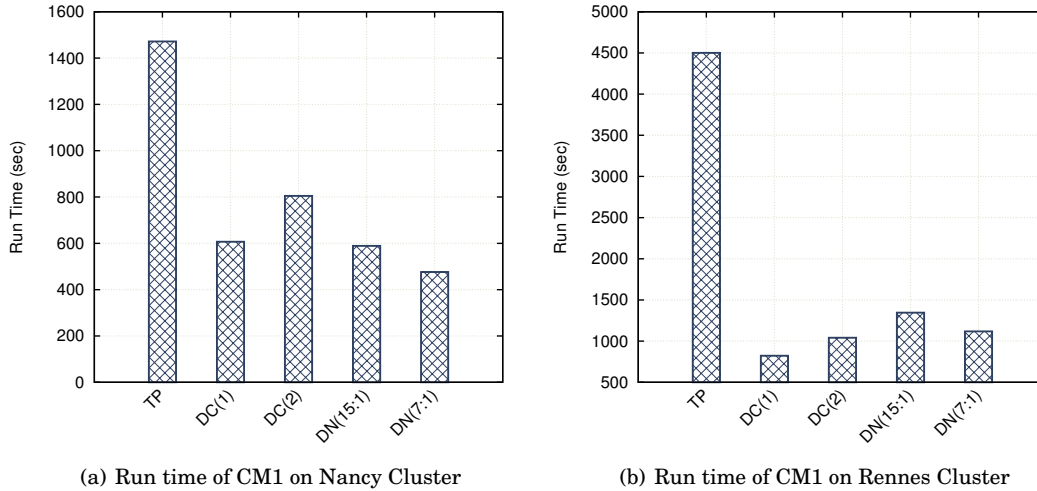 1600
1400
1200
1000
800
600
400
200
0
Run Time (sec)
TP
DC(1)
DC(2)
DN(15:1)
DN(7:1)
(a) Run time of CM1 on Nancy Cluster
5000
4500
4000
3500
3000
2500
2000
1500
1000
500
Run Time (sec)
TP
DC(1)
DC(2)
DN(15:1)
DN(7:1)
(b) Run time of CM1 on Rennes Cluster